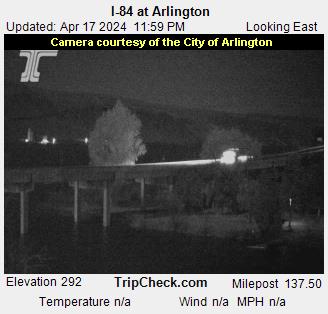 I-84 at Arlington
Updated: Apr 17 2024 11:59 PM Looking East
Camera courtesy of the City of Arlington
Elevation 292 TripCheck.com Milepost 137.50
Temperature n/a Wind n/a MPH n/a